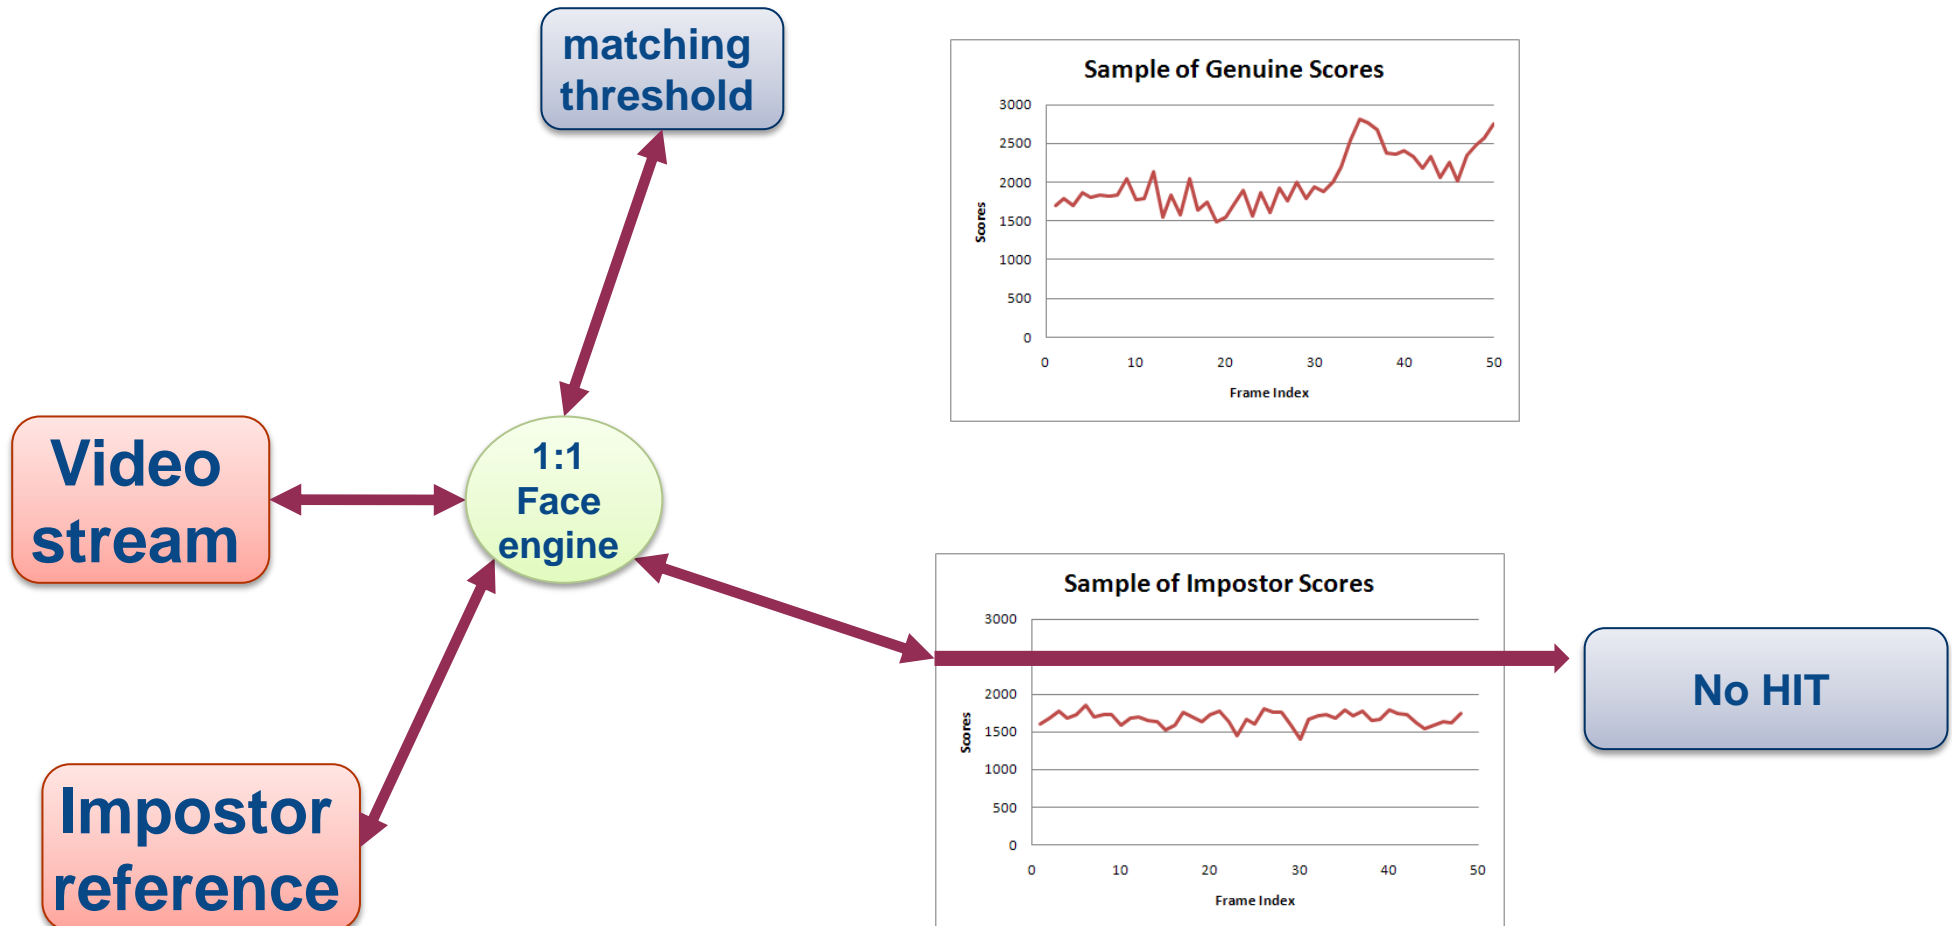 matching
threshold
Sample of Genuine Scores
3000
2500
2000
1500
1000
500
0
Scores
0 10 20 30 40 50
Frame Index
Video
stream
1:1
Face
engine
Sample of Impostor Scores
3000
2000
1500
1000
500
0
Scores
0 10 20 30 40 50
Frame Index
No HIT
Impostor
reference